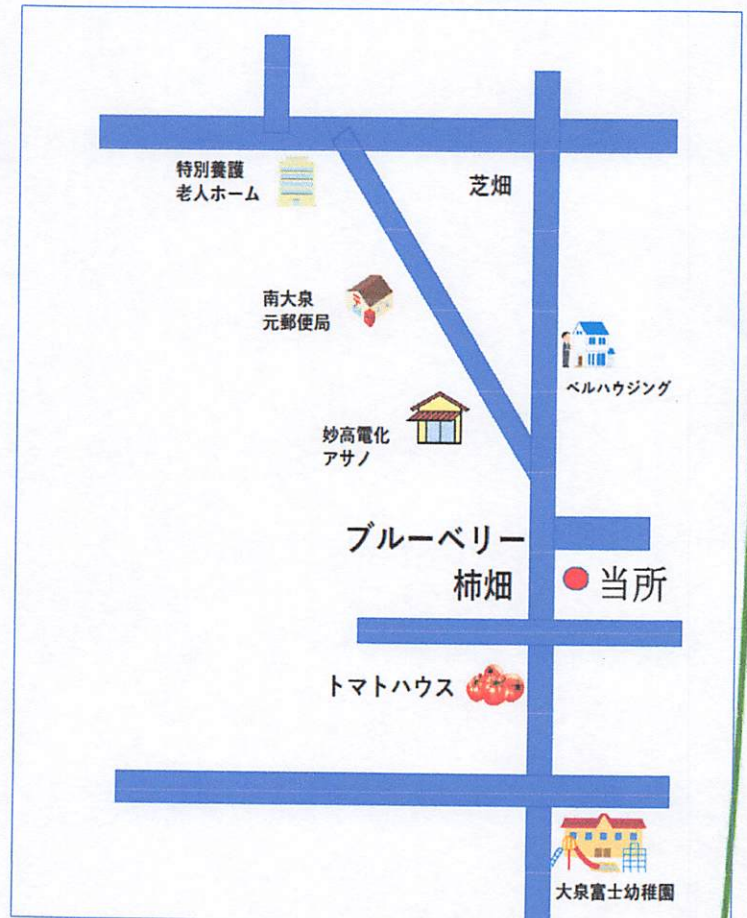 特別養護
老人ホーム
芝畑
南大泉
元郵便局
ベルハウジング
妙高電化
アサノ
ブルーベリー
柿畑
当所
トマトハウス
大泉富士幼稚園